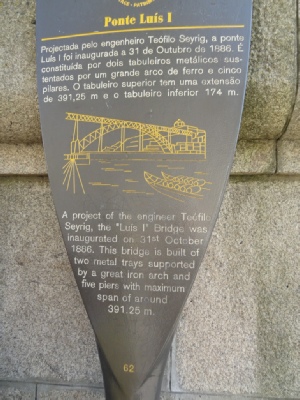 Ponte Luís I
Projectada pelo engenheiro Teófilo Seyrig, a ponte
Luís I foi inaugurada a 31 de Outubro de 1886. É
constituída por dois tabuleiros metálicos sus-
tentados por um grande arco de ferro e cinco
pilares. O tabuleiro superior tem uma extensão
de 391,25 m e o tabuleiro inferior 174 m.
A project of the engineer Teófilo
Seyrig, the "Luís I" Bridge was
inaugurated on 31st October
1886. This bridge is built of
two metal trays supported
by a great iron arch and
five piers with maximum
span of around
391.25 m.
62